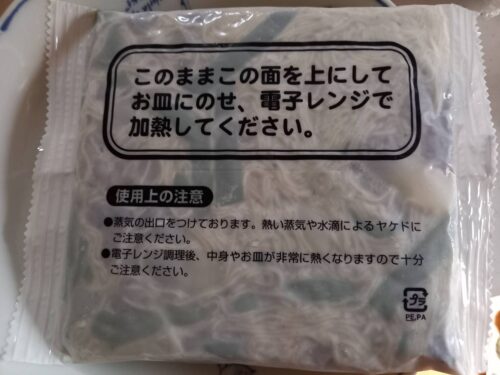 このままこの面を上にして
お皿にのせ、電子レンジで
加熱してください。
使用上の注意
●蒸気の出口をつけております。熱い蒸気や水滴によるヤケドに
ご注意ください。
●電子レンジ調理後、中身やお皿が非常に熱くなりますので十分
ご注意ください。
プラ
PE,PA